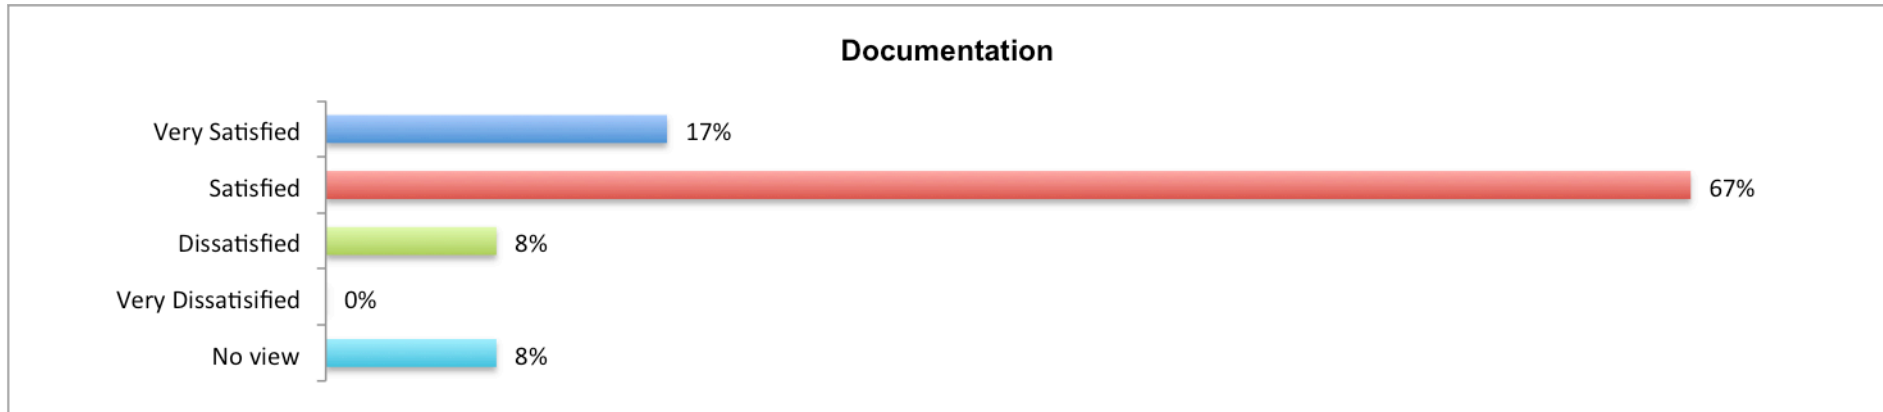 Documentation
Very Satisfied 17%
Satisfied 67%
Dissatisfied 8%
Very Dissatisified 0%
No view 8%